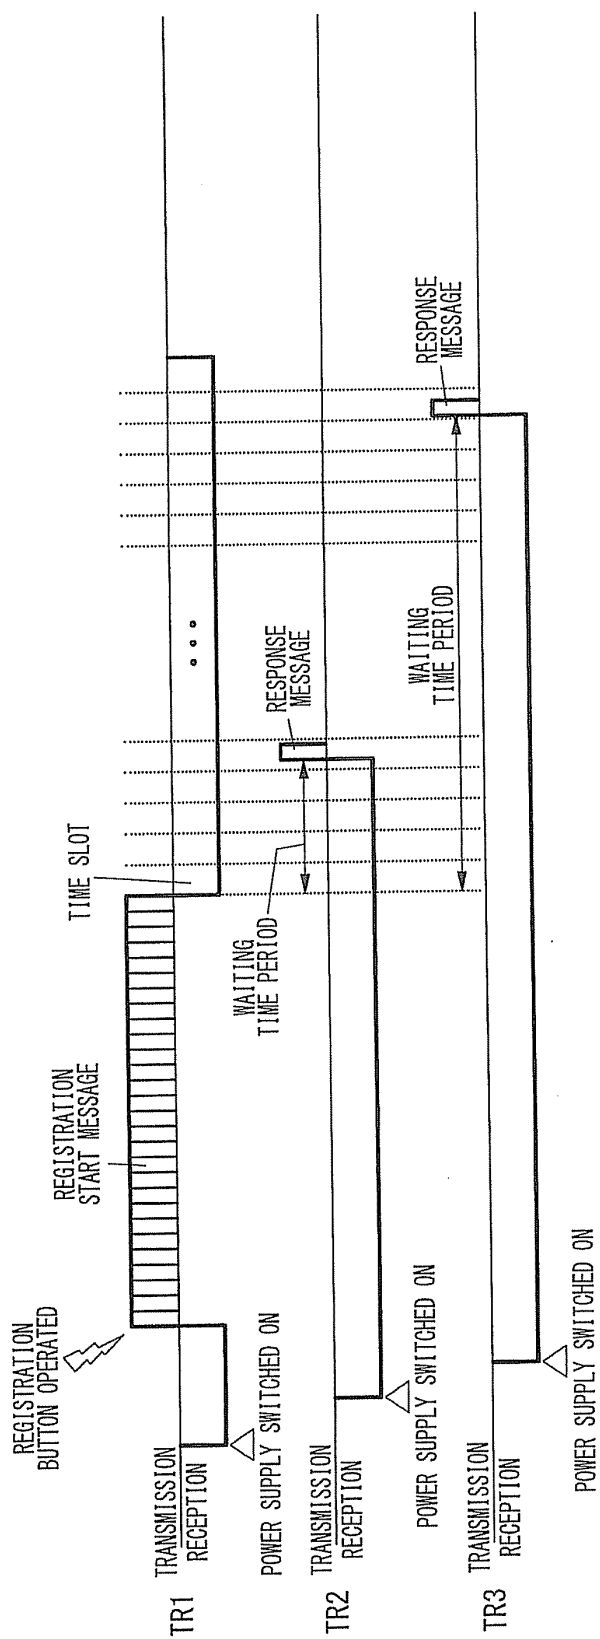 REGISTRATION
BUTTON OPERATED
REGISTRATION
START MESSAGE
TIME SLOT
TR1
TRANSMISSION
RECEPTION
POWER SUPPLY SWITCHED ON
WAITING
TIME PERIOD
RESPONSE
MESSAGE
TR2
TRANSMISSION
RECEPTION
POWER SUPPLY SWITCHED ON
WAITING
TIME PERIOD
RESPONSE
MESSAGE
TR3
TRANSMISSION
RECEPTION
POWER SUPPLY SWITCHED ON